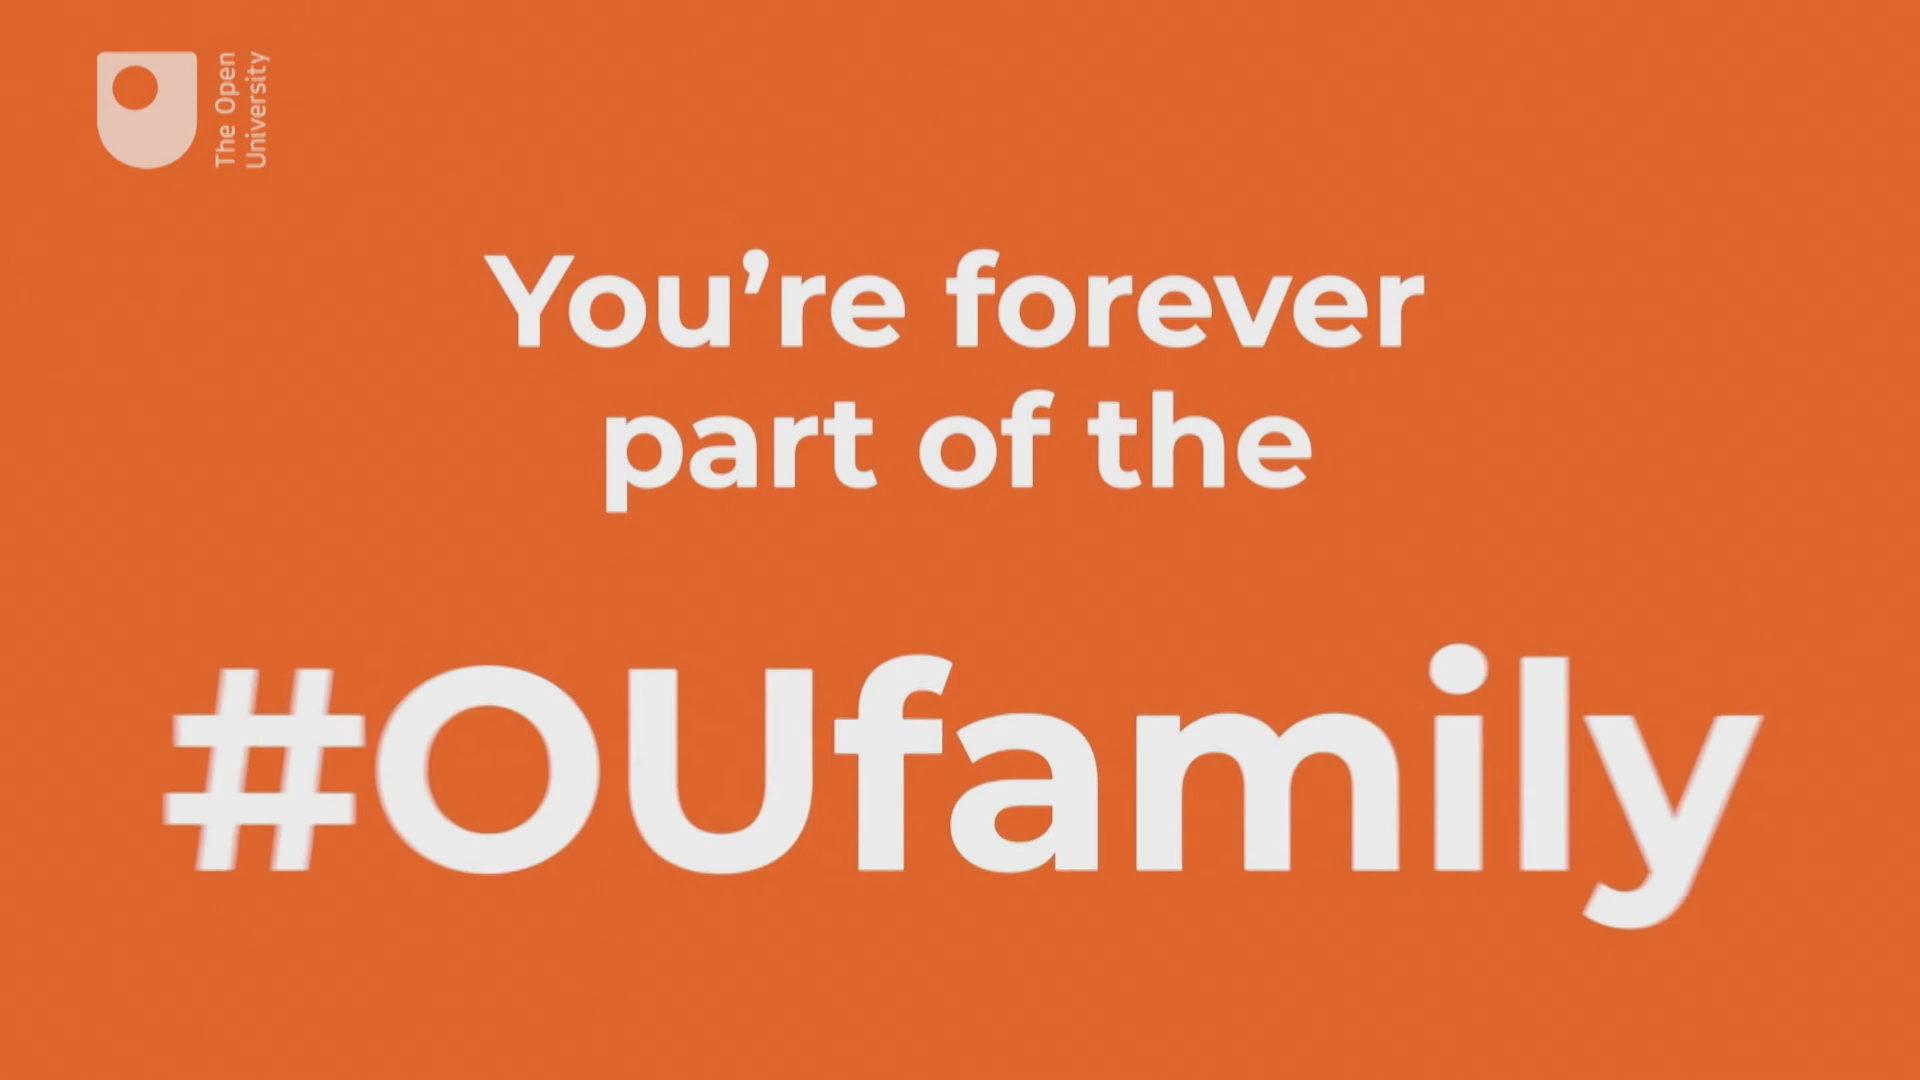 The Open
University
You’re forever
part of the
#OUfamily